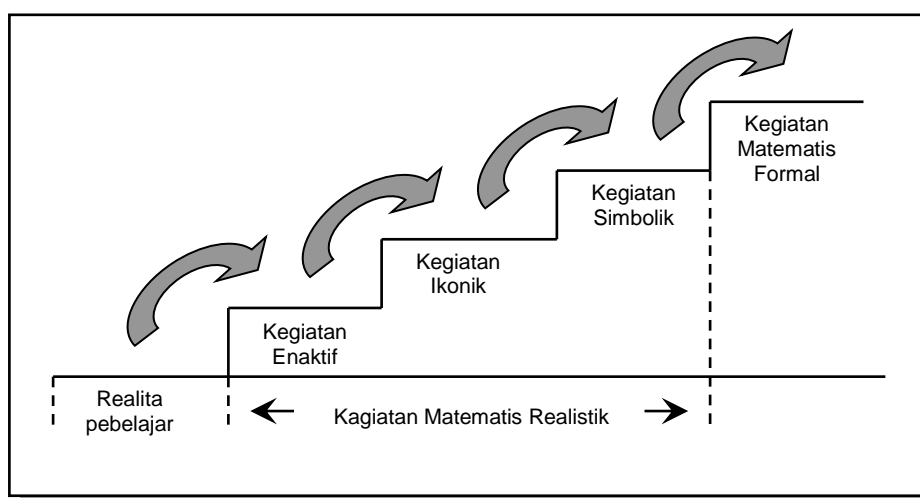 Kegiatan
Matematis
Formal
Kegiatan
Simbolik
Kegiatan
Ikonik
Kegiatan
Enaktif
Realita
pebelajar
Kagiatan Matematis Realistik